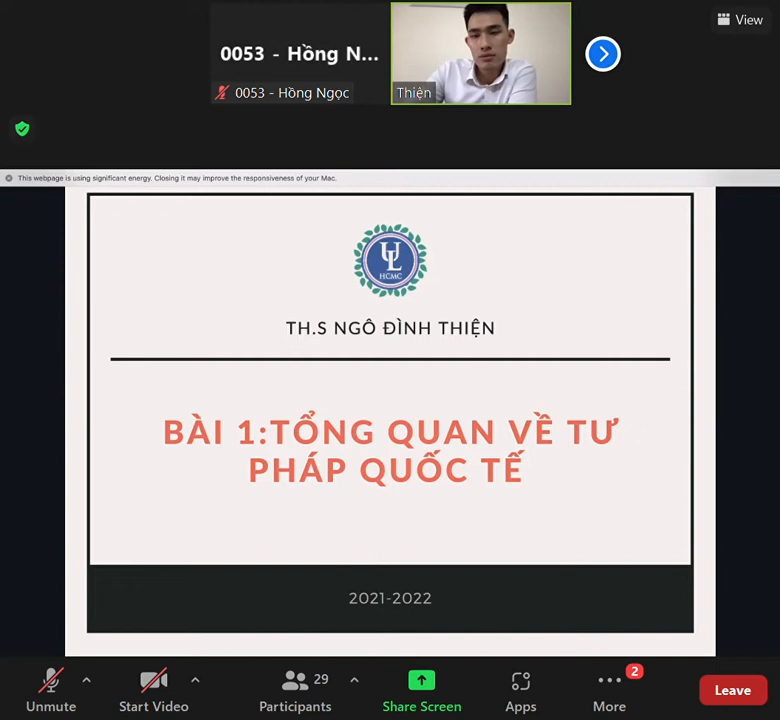 View
0053 - Hồng N...
0053 - Hồng Ngọc
Thiện
This webpage is using significant energy. Closing it may improve the responsiveness of your Mac.
UL
HCMC
TH.S NGÔ ĐÌNH THIỆN
BÀI 1:TỔNG QUAN VỀ TƯ
PHÁP QUỐC TẾ
2021-2022
29
2
Unmute
Start Video
Participants
Share Screen
Apps
More
Leave